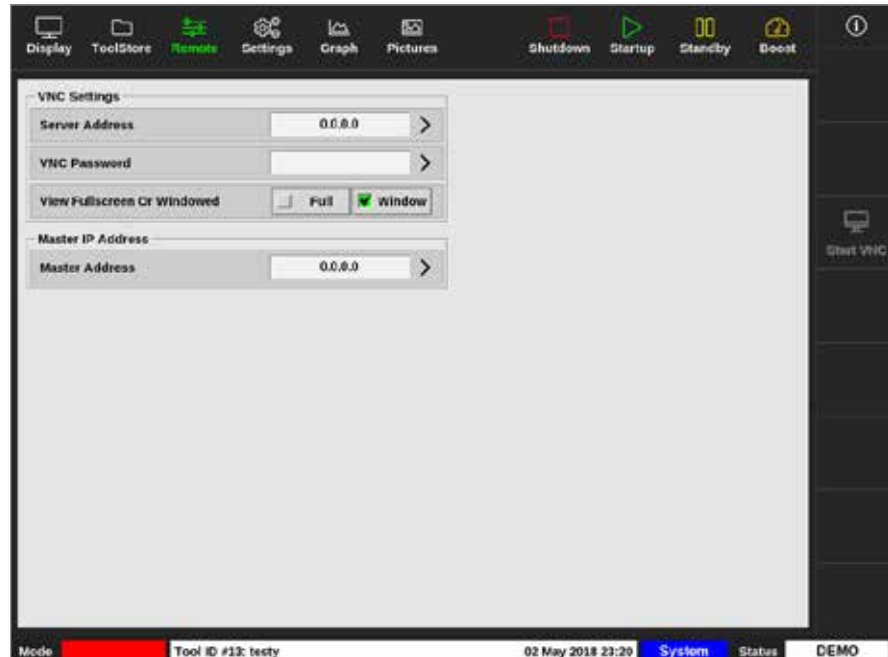 Display ToolStore Remote Settings Graph Pictures Shutdown Startup Standby Boost
VNC Settings
Server Address 0.0.0.0
VNC Password
View Fullscreen Or Windowed Full Window
Start VNC
Master IP Address
Master Address 0.0.0.0
Mode Tool ID #13: testy 02 May 2018 23:20 System Status DEMO